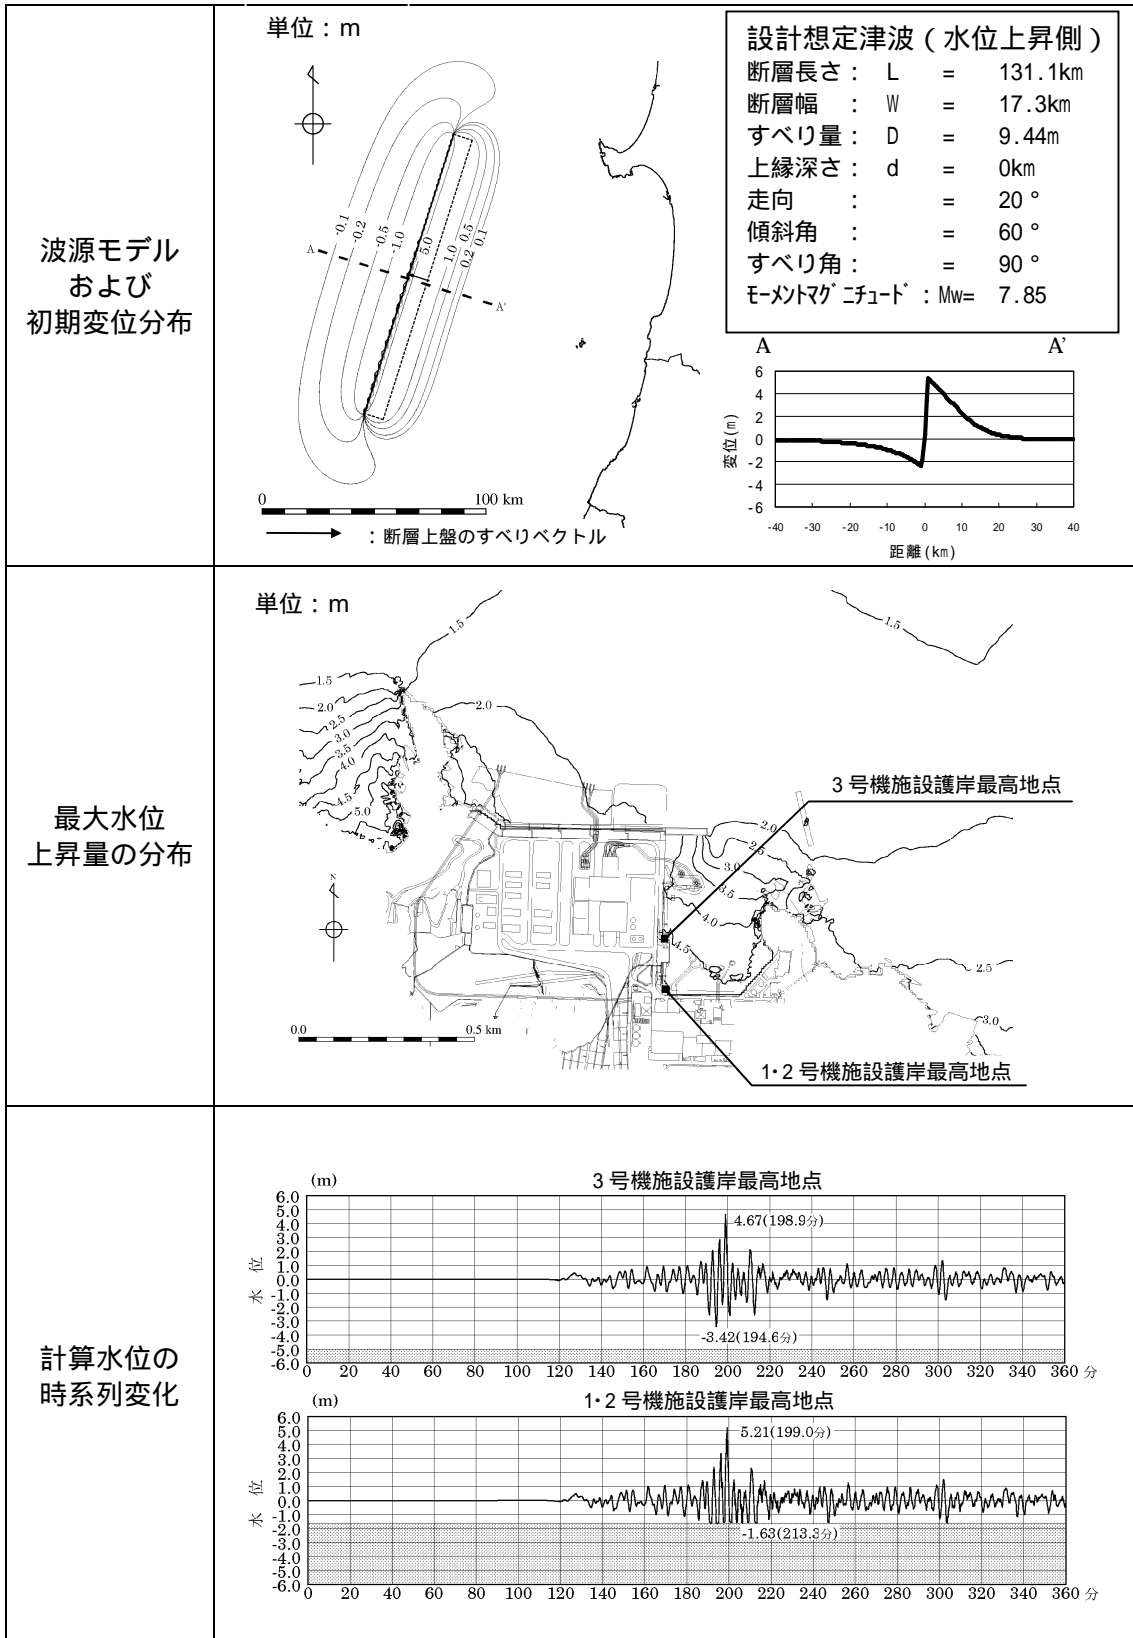 波源モデル
および
初期変位分布
単位：m
-0.1
-0.2
-0.5
-1.0
5.0
1.0
0.5
0.2
0.1
A
A'
0
100 km
：断層上盤のすべりベクトル
設計想定津波（水位上昇側）
断層長さ： L = 131.1km
断層幅 ： W = 17.3km
すべり量： D = 9.44m
上縁深さ： d = 0km
走向 ： = 20 °
傾斜角 ： = 60 °
すべり角： = 90 °
ﾓｰﾒﾝﾄﾏｸﾞﾆﾁｭｰﾄﾞ：Mw= 7.85
A A'
変位(m)
6
4
2
0
-2
-4
-6
-40 -30 -20 -10 0 10 20 30 40
距離(km)
最大水位
上昇量の分布
単位：m
1.5
1.5
1.5
2.0
2.0
2.5
3.0
3.5
4.0
4.5
5.0
3号機施設護岸最高地点
2.0
2.5
3.0
3.5
4.0
4.5
2.5
3.0
N
0.0
0.5 km
1･2号機施設護岸最高地点
計算水位の
時系列変化
(m)
3号機施設護岸最高地点
水 位
6.0
5.0
4.0
3.0
2.0
1.0
0.0
-1.0
-2.0
-3.0
-4.0
-5.0
-6.0
4.67(198.9分)
-3.42(194.6分)
0 20 40 60 80 100 120 140 160 180 200 220 240 260 280 300 320 340 360 分
(m)
1･2号機施設護岸最高地点
水 位
6.0
5.0
4.0
3.0
2.0
1.0
0.0
-1.0
-2.0
-3.0
-4.0
-5.0
-6.0
5.21(199.0分)
-1.63(213.3分)
0 20 40 60 80 100 120 140 160 180 200 220 240 260 280 300 320 340 360 分